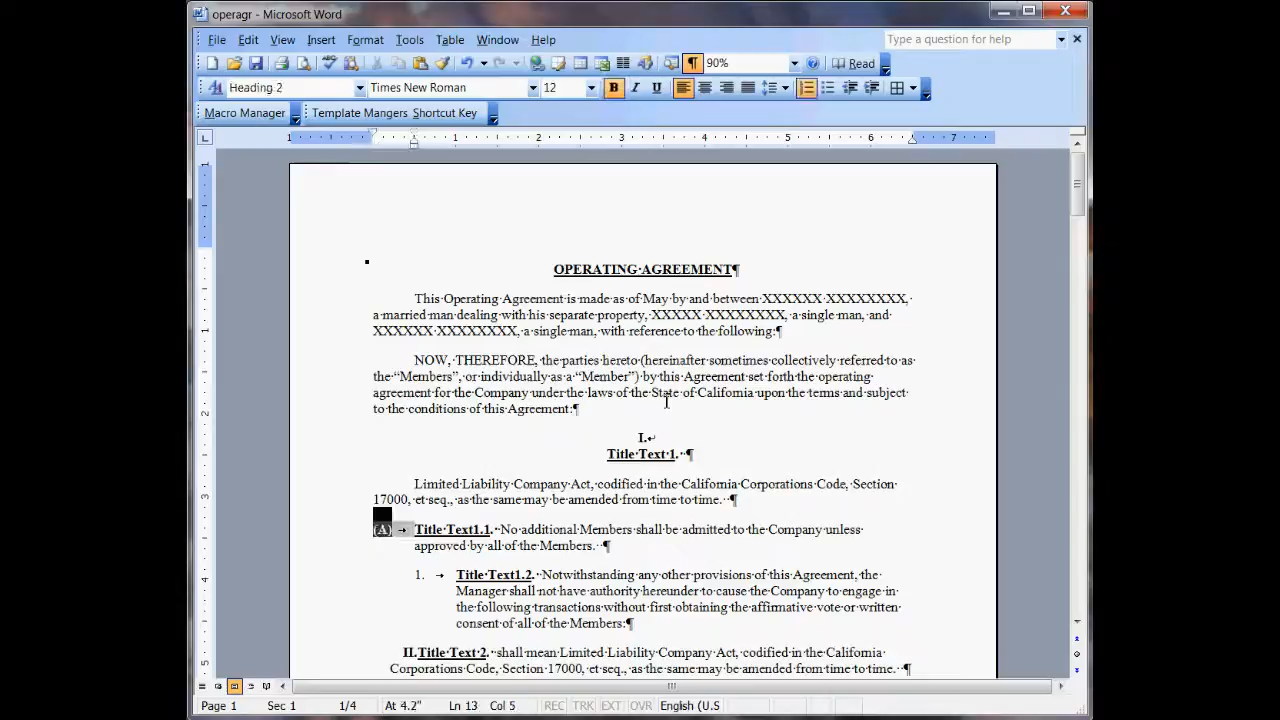 operagr - Microsoft Word
File Edit View Insert Format Tools Table Window Help Type a question for help
90% Read
Heading 2 Times New Roman 12 B I U
Macro Manager Template Mangers Shortcut Key
1 1 2 3 4 5 6 7
OPERATING·AGREEMENT¶
This·Operating·Agreement·is·made·as·of·May·by·and·between·XXXXXX·XXXXXXXX,·
a·married·man·dealing·with·his·separate·property,·XXXXX·XXXXXXXX,·a·single·man,·and·
XXXXXX·XXXXXXXX,·a·single·man,·with·reference·to·the·following:¶
NOW,·THEREFORE,·the·parties·hereto·(hereinafter·sometimes·collectively·referred·to·as·
the·“Members”,·or·individually·as·a·“Member”)·by·this·Agreement·set·forth·the·operating·
agreement·for·the·Company·under·the·laws·of·the·State·of·California·upon·the·terms·and·subject·
to·the·conditions·of·this·Agreement:¶
I.↵
Title·Text·1.··¶
Limited·Liability·Company·Act,·codified·in·the·California·Corporations·Code,·Section·
17000,·et·seq.,·as·the·same·may·be·amended·from·time·to·time.··¶
(A) → Title·Text1.1.··No·additional·Members·shall·be·admitted·to·the·Company·unless·
approved·by·all·of·the·Members.··¶
1. → Title·Text1.2.··Notwithstanding·any·other·provisions·of·this·Agreement,·the·
Manager·shall·not·have·authority·hereunder·to·cause·the·Company·to·engage·in·
the·following·transactions·without·first·obtaining·the·affirmative·vote·or·written·
consent·of·all·of·the·Members:¶
II.Title·Text·2.··shall·mean·Limited·Liability·Company·Act,·codified·in·the·California·
Corporations·Code,·Section·17000,·et·seq.,·as·the·same·may·be·amended·from·time·to·time.··¶
Page 1 Sec 1 1/4 At 4.2" Ln 13 Col 5 REC TRK EXT OVR English (U.S